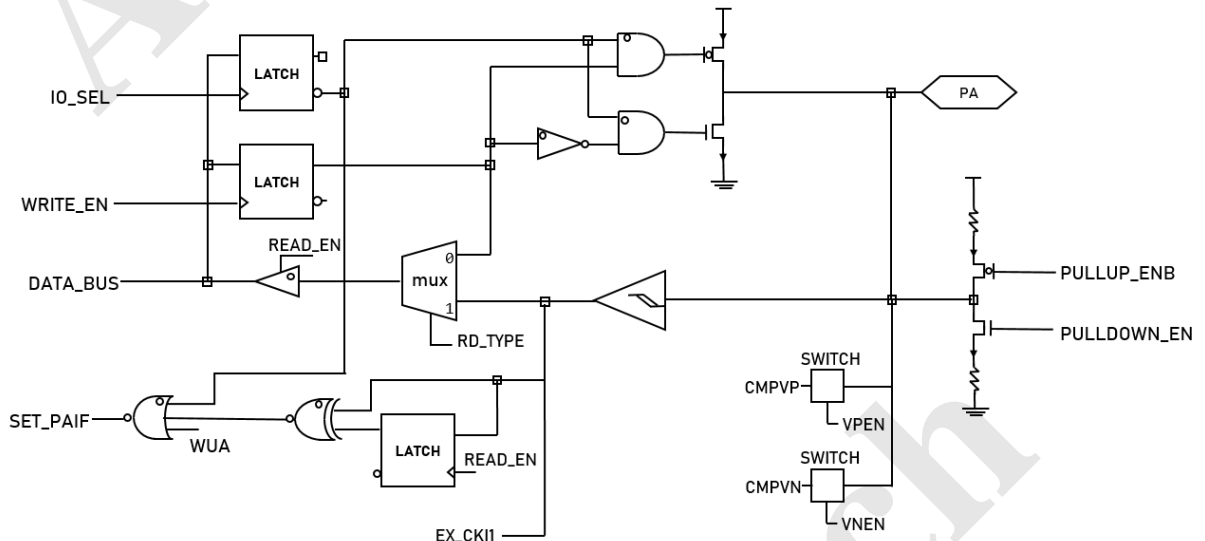 LATCH
IO_SEL
PA
LATCH
WRITE_EN
READ_EN
0
DATA_BUS
mux
PULLUP_ENB
1
RD_TYPE
PULLDOWN_EN
SWITCH
CMPVP
VPEN
SET_PAIF
WUA
LATCH
READ_EN
SWITCH
CMPVN
VNEN
EX_CKI1